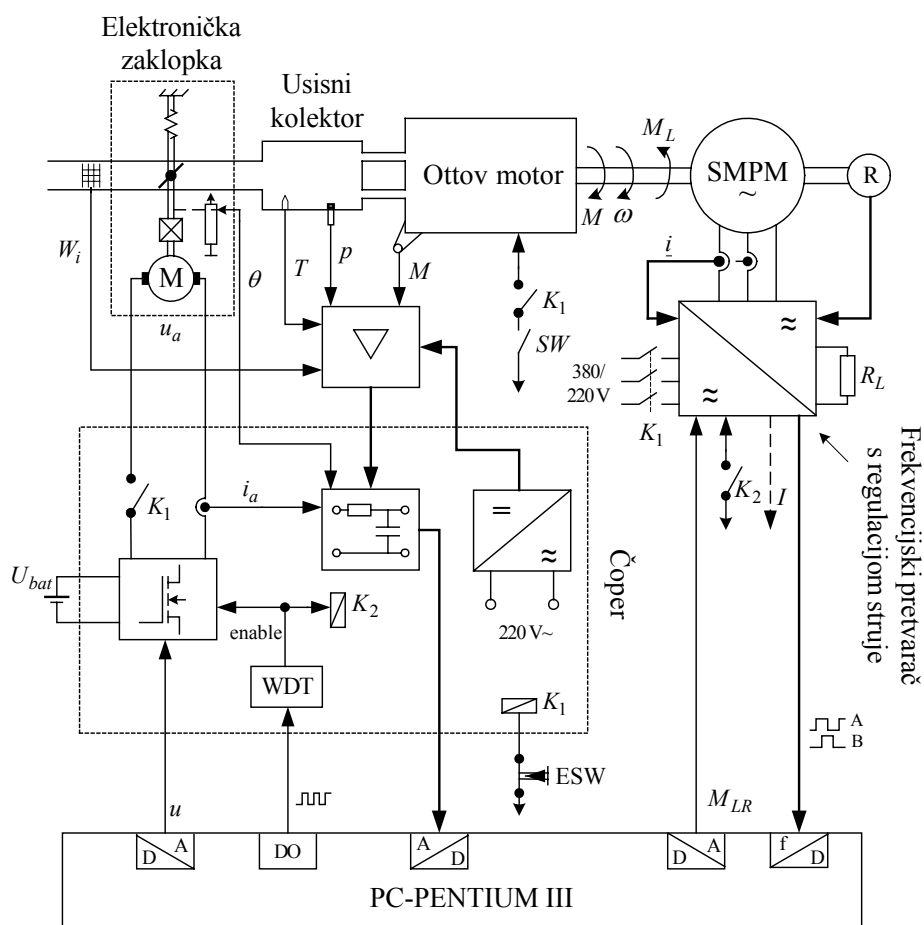 Elektronička
zaklopka
Usisni
kolektor
Ottov motor
M_L
M
ω
SMPM
~
R
W_i
M
u_a
θ
T
p
M
K_1
SW
i
≈
≈
380/
220 V
K_1
R_L
K_2
I
Frekvencijski pretvarač
s regulacijom struje
K_1
i_a
=
≈
220 V~
Čoper
U_bat
enable
K_2
WDT
K_1
ESW
A
B
u
M_LR
D A
DO
A D
D A
f D
PC-PENTIUM III